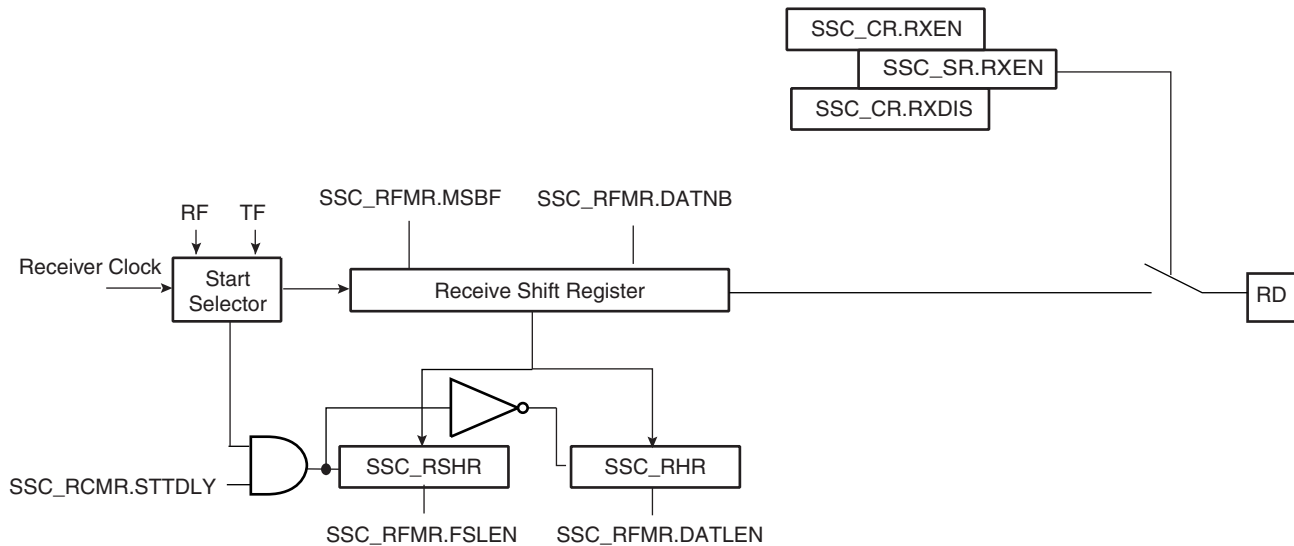 SSC_CR.RXEN
SSC_SR.RXEN
SSC_CR.RXDIS
SSC_RFMR.MSBF
SSC_RFMR.DATNB
RF
TF
Receiver Clock
Start
Selector
Receive Shift Register
RD
SSC_RSHR
SSC_RHR
SSC_RCMR.STTDLY
SSC_RFMR.FSLEN
SSC_RFMR.DATLEN